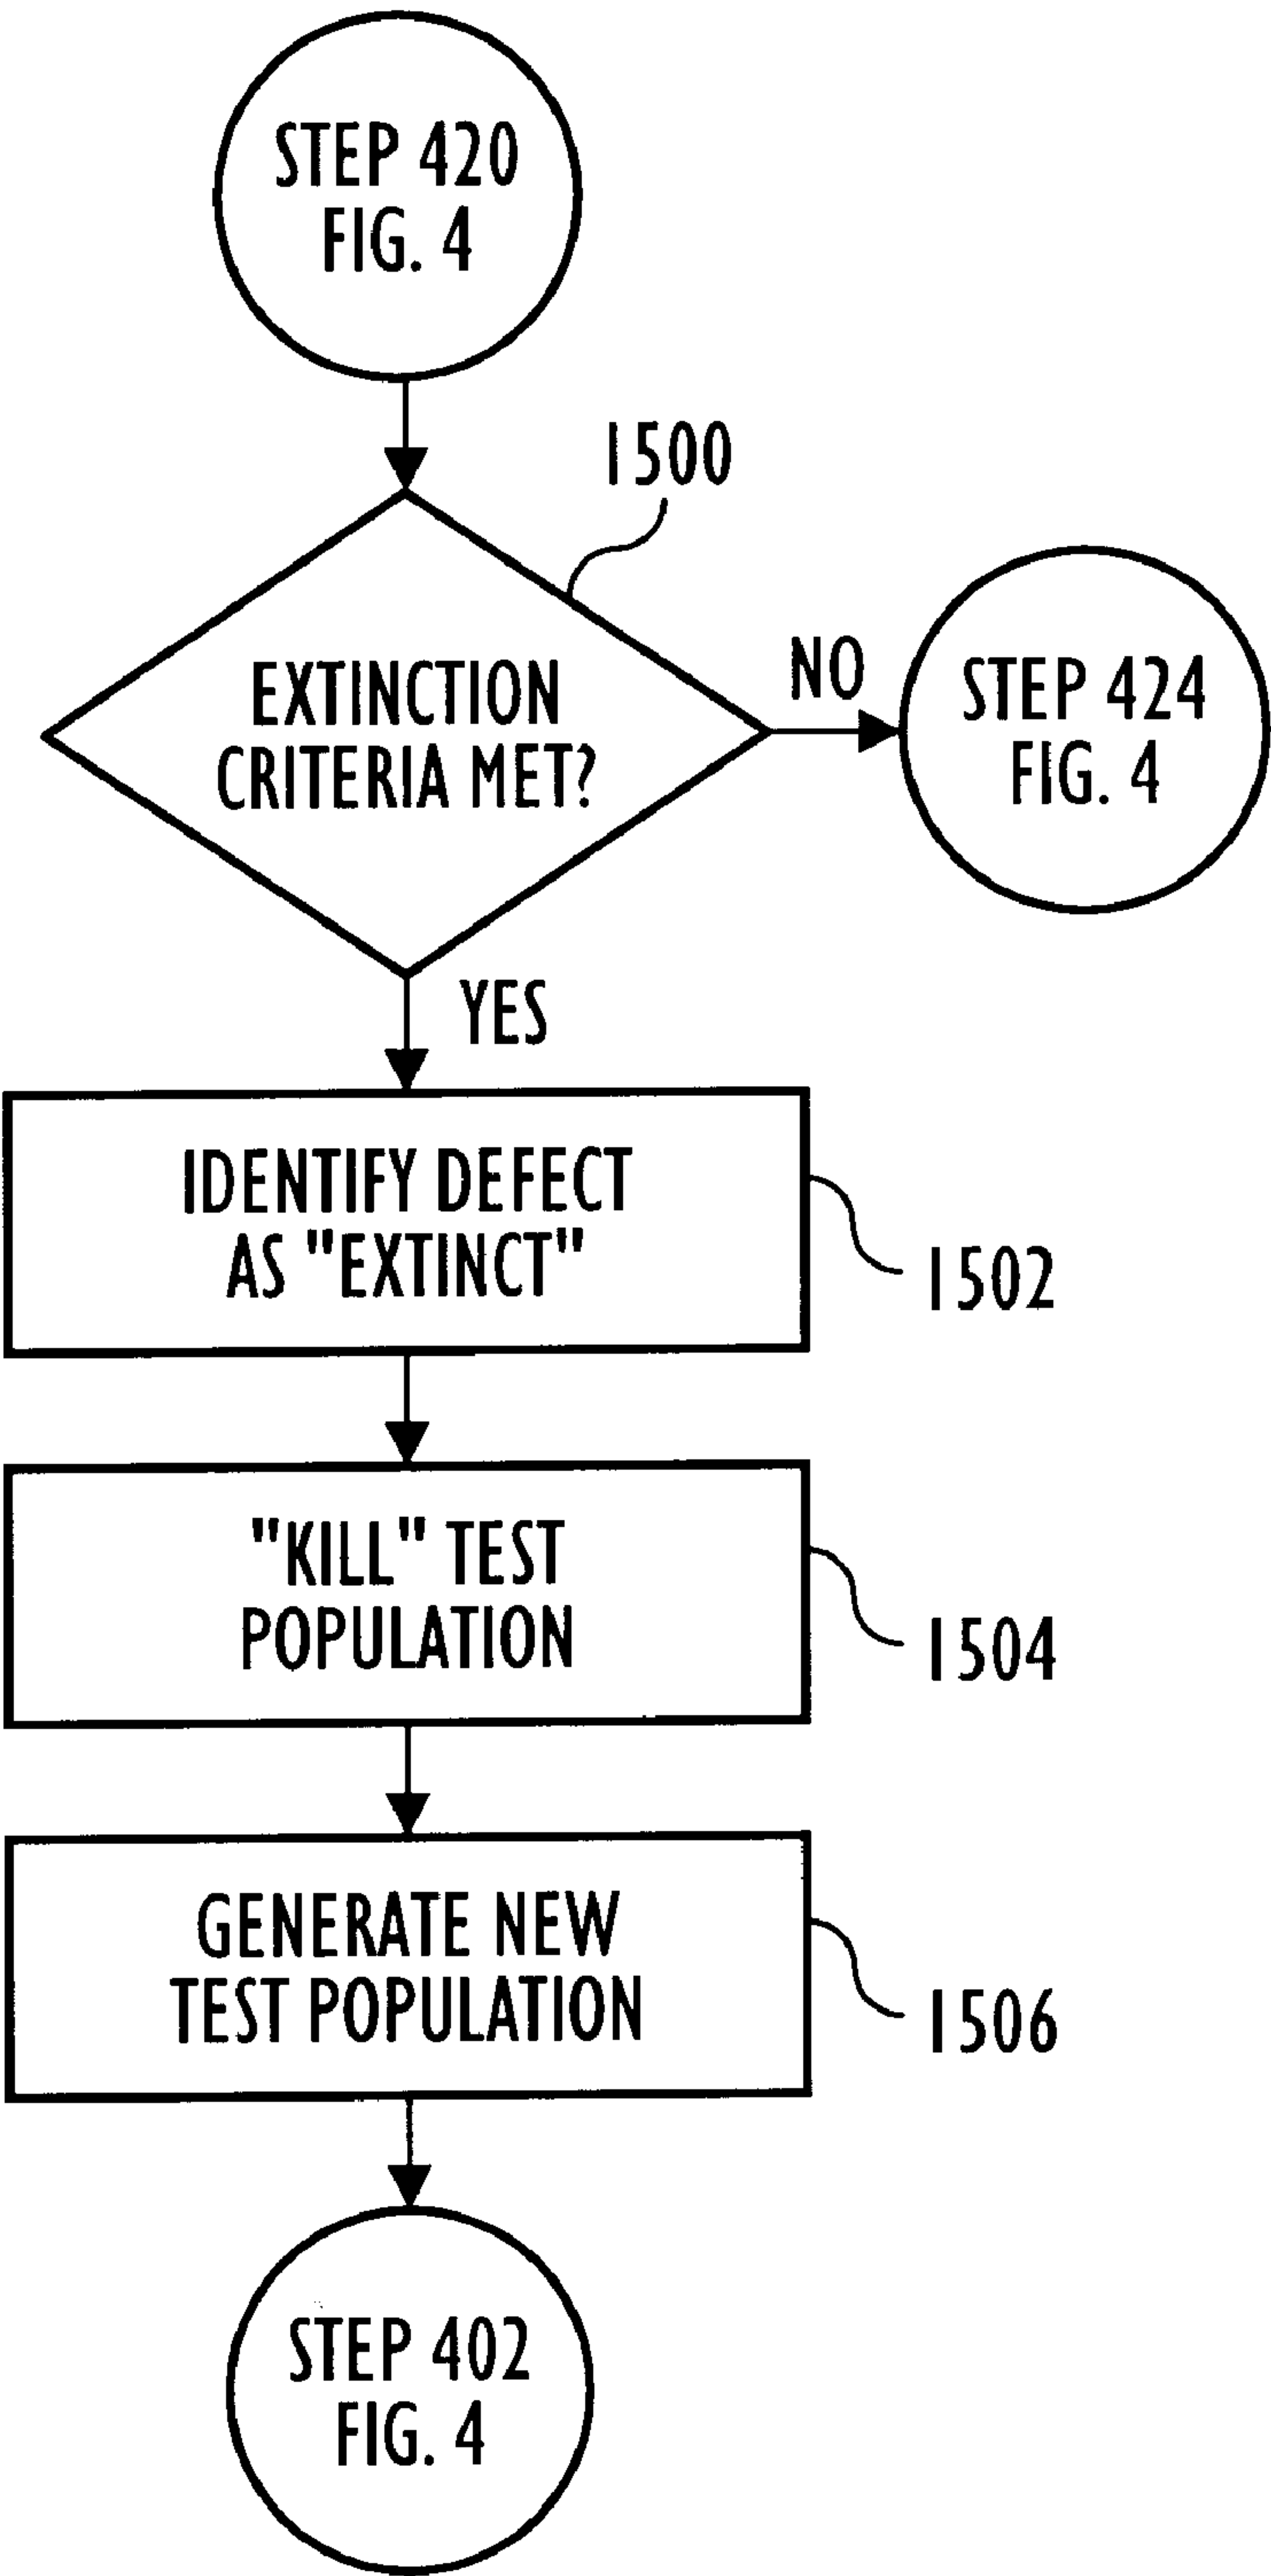 STEP 420
FIG. 4
1500
EXTINCTION
CRITERIA MET?
NO
STEP 424
FIG. 4
YES
IDENTIFY DEFECT
AS "EXTINCT"
1502
"KILL" TEST
POPULATION
1504
GENERATE NEW
TEST POPULATION
1506
STEP 402
FIG. 4